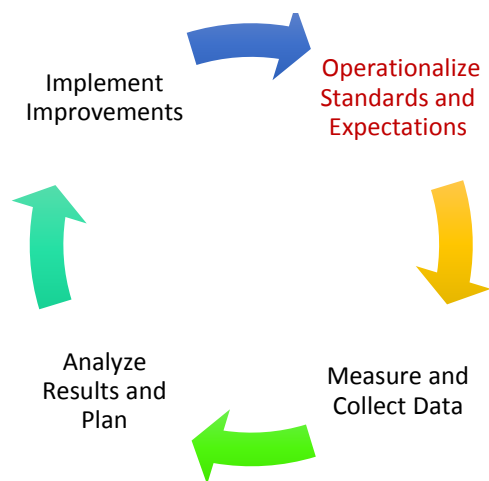 Implement
Improvements
Operationalize
Standards and
Expectations
Analyze
Results and
Plan
Measure and
Collect Data